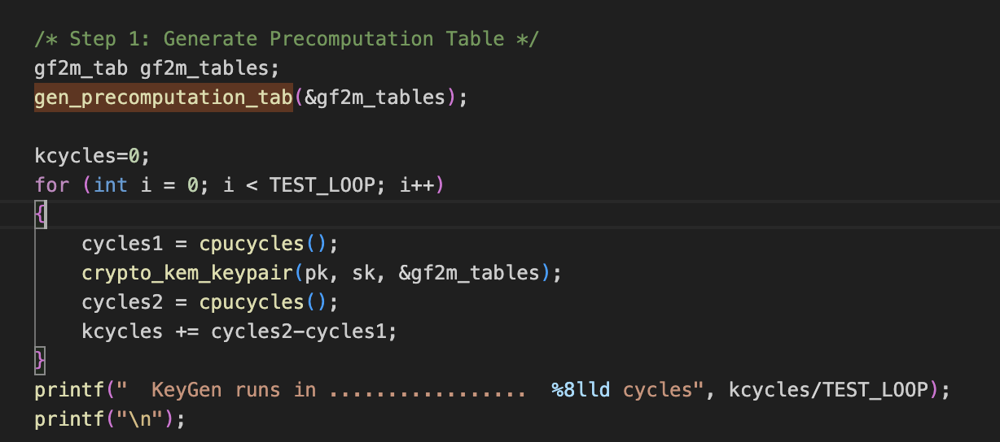 /* Step 1: Generate Precomputation Table */
gf2m_tab gf2m_tables;
gen_precomputation_tab(&gf2m_tables);
kcycles=0;
for (int i = 0; i < TEST_LOOP; i++)
{
    cycles1 = cpucycles();
    crypto_kem_keypair(pk, sk, &gf2m_tables);
    cycles2 = cpucycles();
    kcycles += cycles2-cycles1;
}
printf("  KeyGen runs in .................  %8lld cycles", kcycles/TEST_LOOP);
printf("\n");